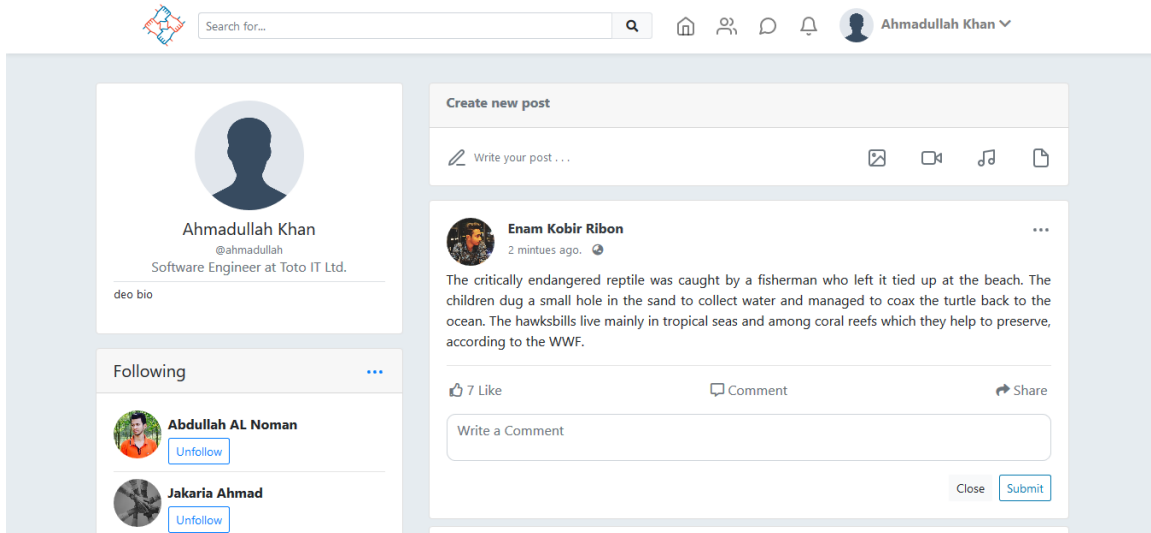 Search for...
Ahmadullah Khan
Ahmadullah Khan
@ahmadullah
Software Engineer at Toto IT Ltd.
deo bio
Following
Abdullah AL Noman
Unfollow
Jakaria Ahmad
Unfollow
Create new post
Write your post . . .
Enam Kobir Ribon
2 mintues ago.
The critically endangered reptile was caught by a fisherman who left it tied up at the beach. The
children dug a small hole in the sand to collect water and managed to coax the turtle back to the
ocean. The hawksbills live mainly in tropical seas and among coral reefs which they help to preserve,
according to the WWF.
7 Like
Comment
Share
Write a Comment
Close
Submit